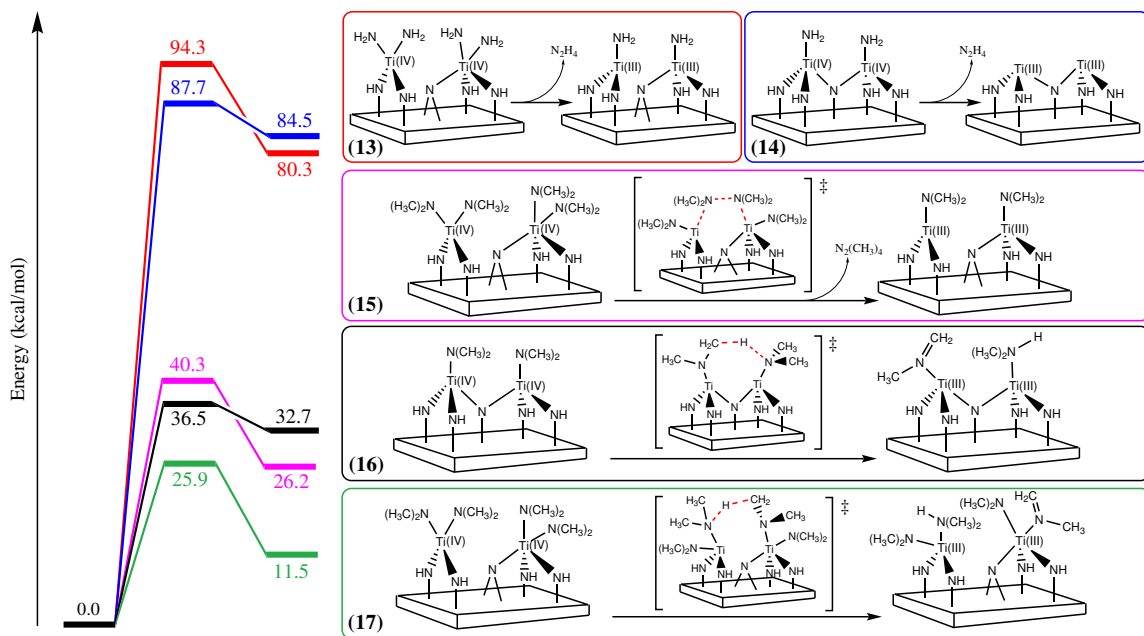 Energy (kcal/mol)
94.3
87.7
84.5
80.3
40.3
36.5
32.7
26.2
25.9
11.5
0.0
H₂N NH₂ H₂N NH₂
Ti(IV) Ti(IV)
HN NH N NH NH
N₂H₄
NH₂ NH₂
Ti(III) Ti(III)
HN NH N NH NH
(13)
NH₂ NH₂
Ti(IV) Ti(IV)
HN HN N NH NH
N₂H₄
Ti(III) Ti(III)
HN NH N NH NH
(14)
N(CH₃)₂
(H₃C)₂N N(CH₃)₂ N(CH₃)₂
Ti(IV) Ti(IV)
HN NH N NH NH
(H₃C)₂N N(CH₃)₂ ‡
(H₃C)₂N Ti Ti N(CH₃)₂
HN NH N NH NH
N₂(CH₃)₄
N(CH₃)₂ N(CH₃)₂
Ti(III) Ti(III)
HN NH N NH NH
(15)
N(CH₃)₂ N(CH₃)₂
Ti(IV) Ti(IV)
HN NH N NH NH
H₂C H CH₃ ‡
H₃C N N CH₃
Ti Ti
HN NH N NH NH
CH₂ H
H₃C N (H₃C)₂N
Ti(III) Ti(III)
HN NH N NH NH
(16)
N(CH₃)₂
(H₃C)₂N N(CH₃)₂ N(CH₃)₂
Ti(IV) Ti(IV)
HN NH N NH NH
H₃C H CH₂ ‡
H₃C N N CH₃
(H₃C)₂N Ti Ti N(CH₃)₂
HN NH N NH NH
H N(CH₃)₂ (H₃C)₂N H₂C N CH₃
(H₃C)₂N Ti(III) Ti(III)
HN NH N NH NH
(17)